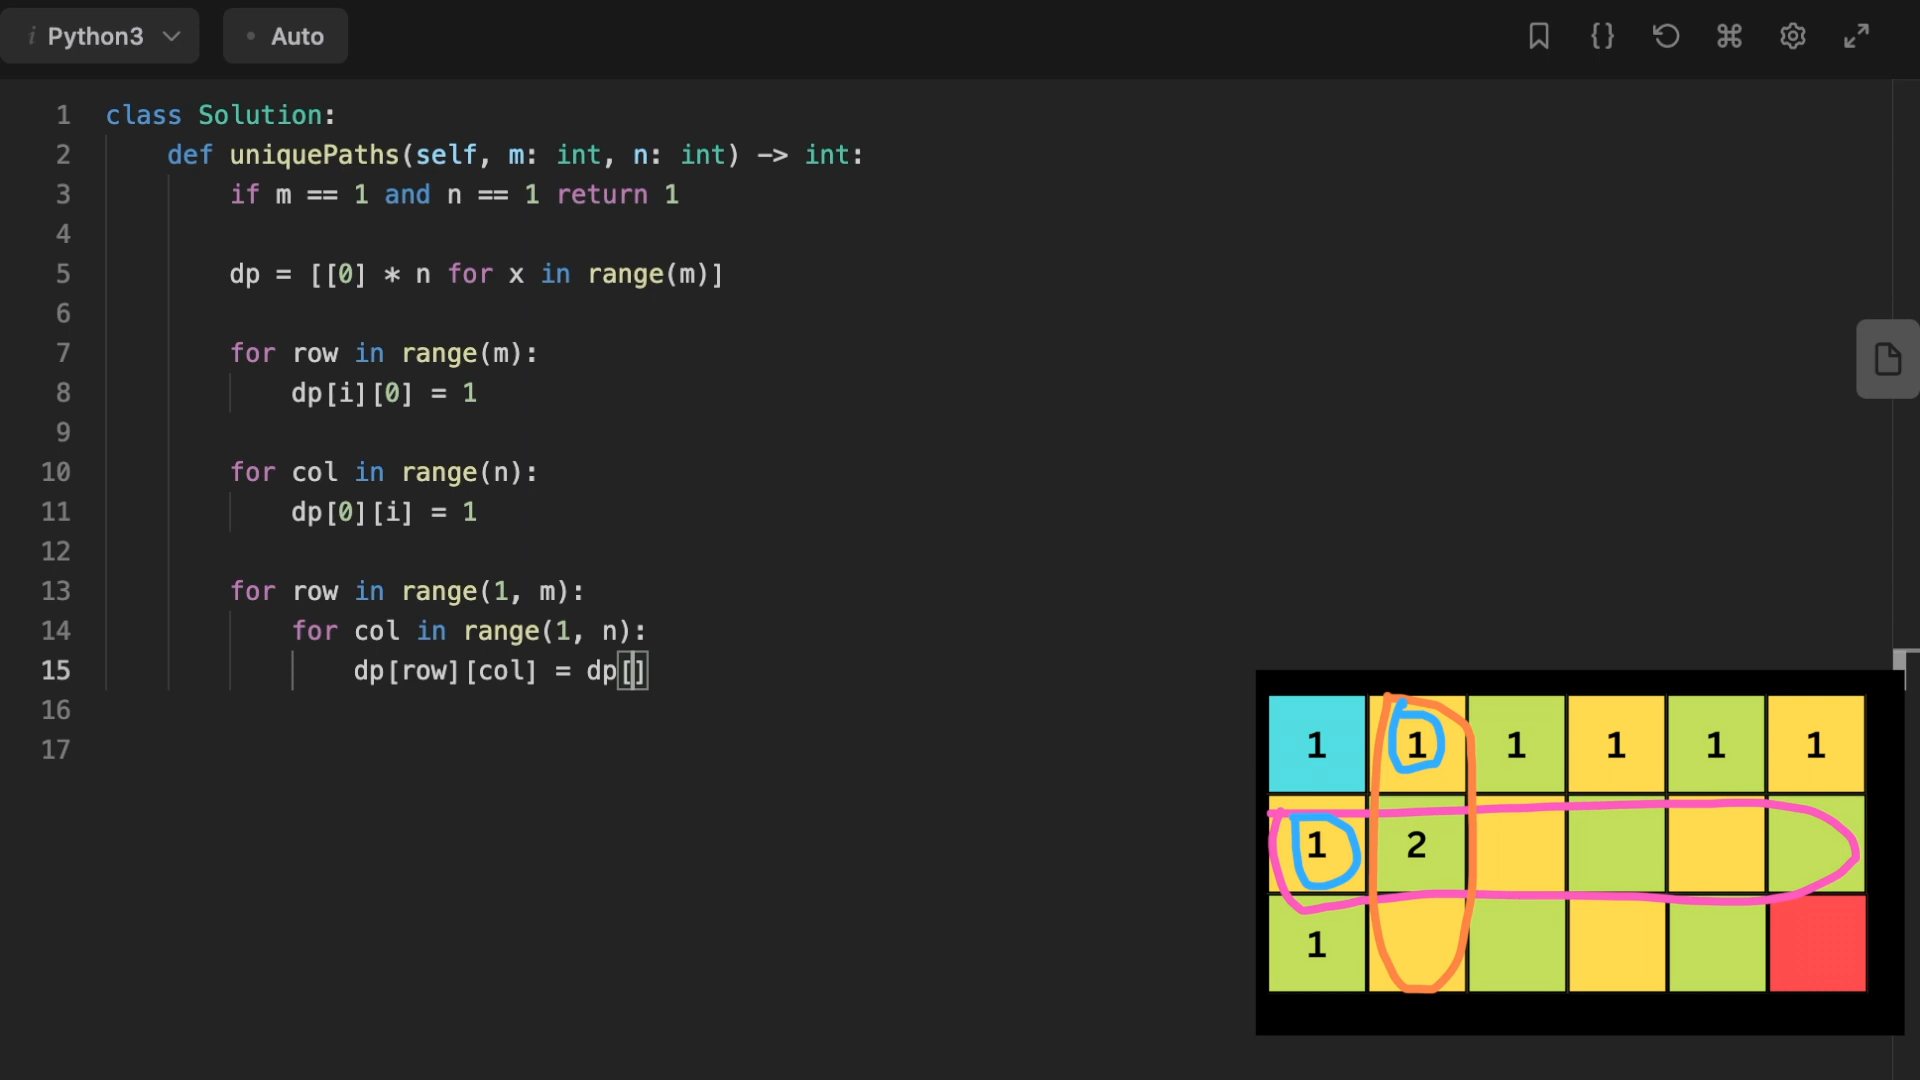 i Python3
Auto
1 class Solution:
2 def uniquePaths(self, m: int, n: int) -> int:
3 if m == 1 and n == 1 return 1
4
5 dp = [[0] * n for x in range(m)]
6
7 for row in range(m):
8 dp[i][0] = 1
9
10 for col in range(n):
11 dp[0][i] = 1
12
13 for row in range(1, m):
14 for col in range(1, n):
15 dp[row][col] = dp[]
16
17
1 1 1 1 1 1
1 2
1